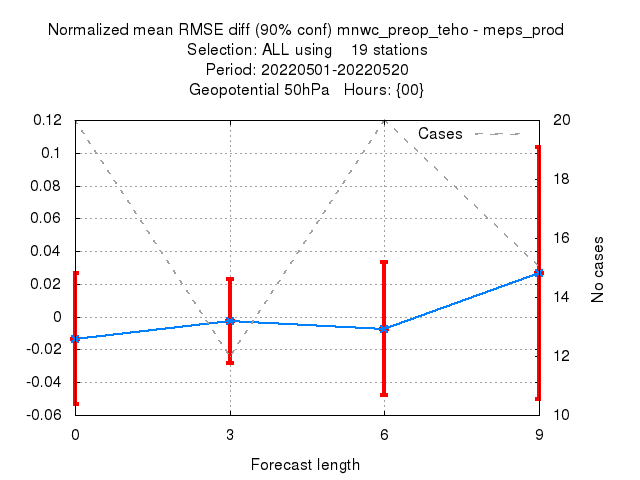 Normalized mean RMSE diff (90% conf) mnwc_preop_teho - meps_prod
Selection: ALL using 19 stations
Period: 20220501-20220520
Geopotential 50hPa Hours: {00}
Cases
0.12
0.1
0.08
0.06
0.04
0.02
0
-0.02
-0.04
-0.06
20
18
16
14
12
10
No cases
0 3 6 9
Forecast length